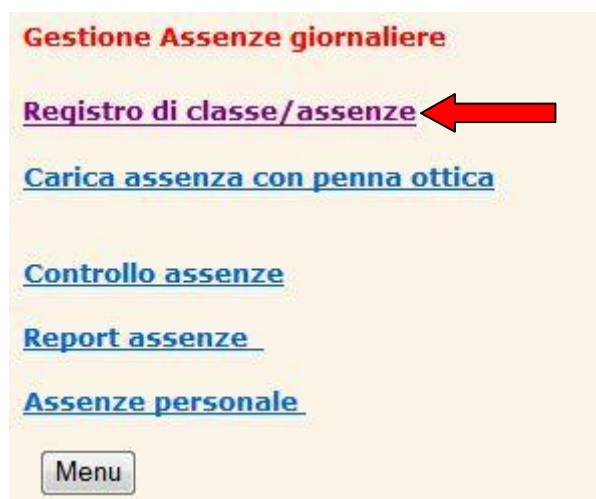 Gestione Assenze giornaliere
Registro di classe/assenze
Carica assenza con penna ottica
Controllo assenze
Report assenze
Assenze personale
Menu